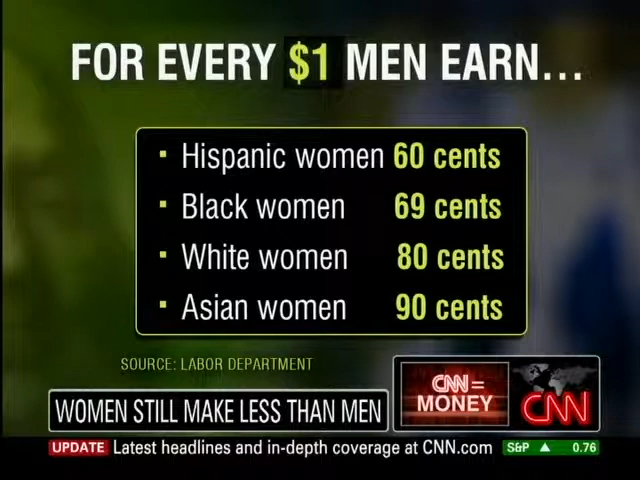 FOR EVERY $1 MEN EARN...
▪ Hispanic women 60 cents
▪ Black women 69 cents
▪ White women 80 cents
▪ Asian women 90 cents
SOURCE: LABOR DEPARTMENT
WOMEN STILL MAKE LESS THAN MEN
CNN=
MONEY
CNN
UPDATE Latest headlines and in-depth coverage at CNN.com S&P ▲ 0.76